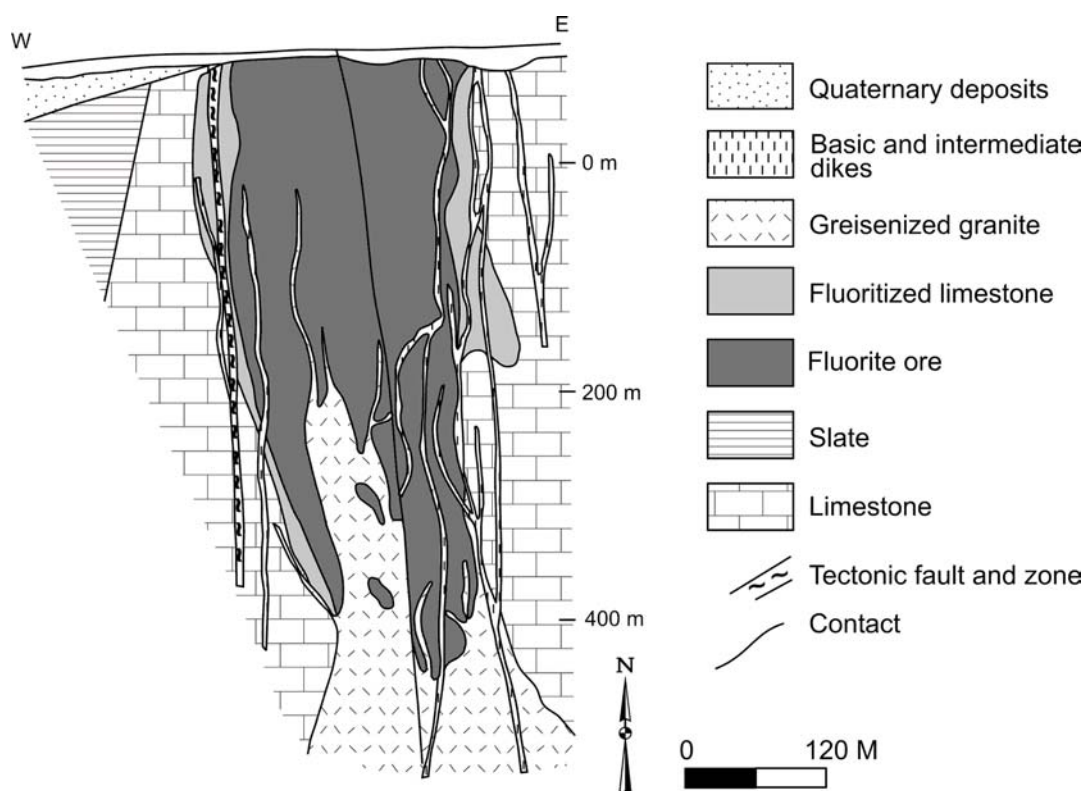 W
E
0 m
200 m
400 m
N
0
120 M
Quaternary deposits
Basic and intermediate
dikes
Greisenized granite
Fluoritized limestone
Fluorite ore
Slate
Limestone
Tectonic fault and zone
Contact